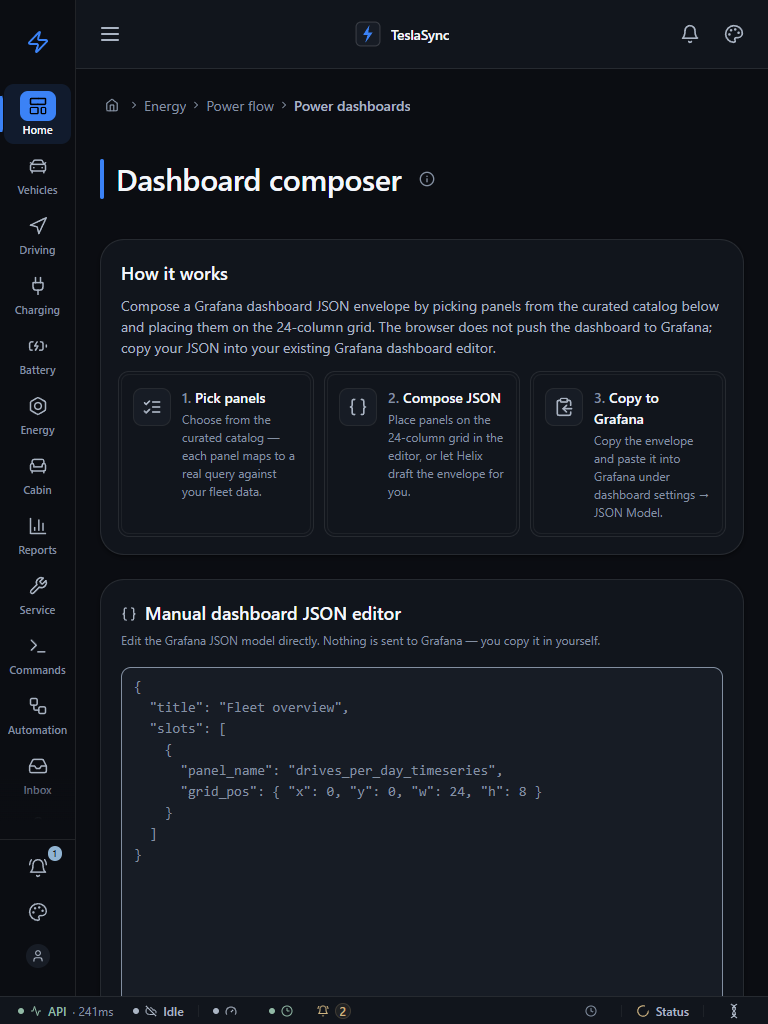 TeslaSync
Home
Vehicles
Driving
Charging
Battery
Energy
Cabin
Reports
Service
Commands
Automation
Inbox
1
Energy > Power flow > Power dashboards
Dashboard composer
How it works
Compose a Grafana dashboard JSON envelope by picking panels from the curated catalog below
and placing them on the 24-column grid. The browser does not push the dashboard to Grafana;
copy your JSON into your existing Grafana dashboard editor.
1. Pick panels
Choose from the
curated catalog —
each panel maps to a
real query against
your fleet data.
2. Compose JSON
Place panels on the
24-column grid in the
editor, or let Helix
draft the envelope for
you.
3. Copy to
Grafana
Copy the envelope
and paste it into
Grafana under
dashboard settings →
JSON Model.
{} Manual dashboard JSON editor
Edit the Grafana JSON model directly. Nothing is sent to Grafana — you copy it in yourself.
{
  "title": "Fleet overview",
  "slots": [
    {
      "panel_name": "drives_per_day_timeseries",
      "grid_pos": { "x": 0, "y": 0, "w": 24, "h": 8 }
    }
  ]
}
API · 241ms
Idle
2
Status